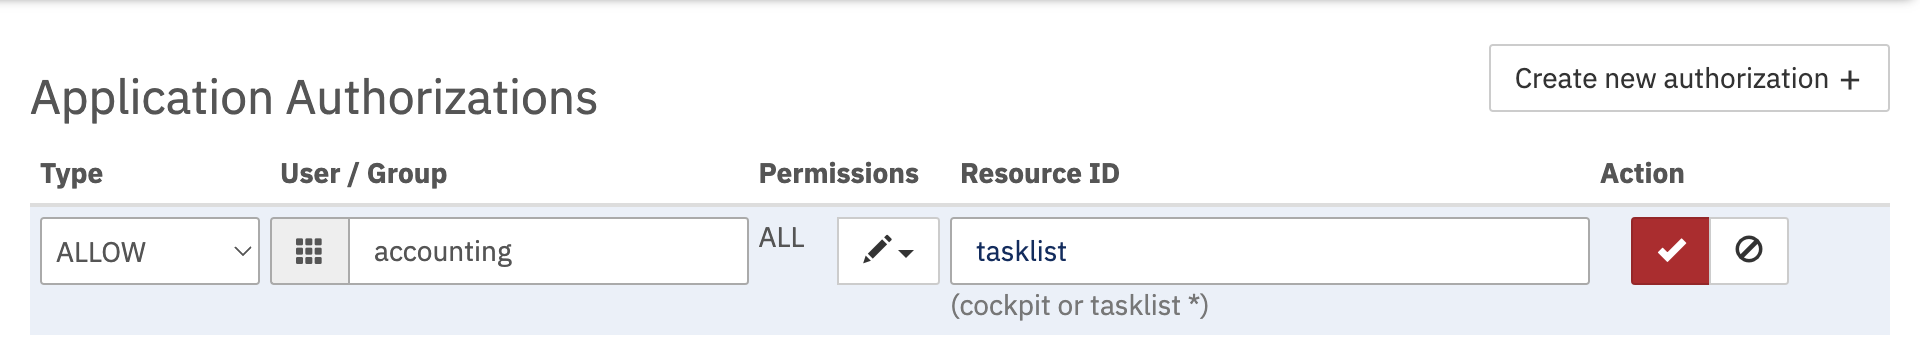 Application Authorizations
Create new authorization +
Type User / Group Permissions Resource ID Action
ALLOW accounting ALL tasklist
(cockpit or tasklist *)